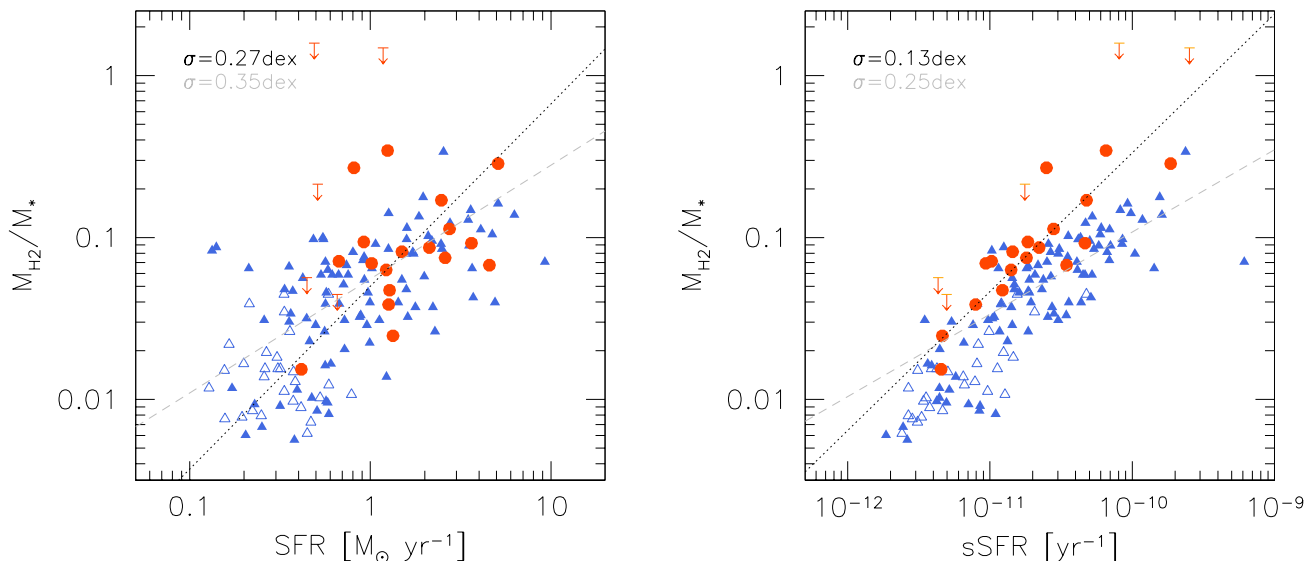 σ=0.27dex
σ=0.35dex
1
0.1
0.01
M_H2/M_*
0.1
1
10
SFR [M_⊙ yr⁻¹]
σ=0.13dex
σ=0.25dex
1
0.1
0.01
M_H2/M_*
10⁻¹²
10⁻¹¹
10⁻¹⁰
10⁻⁹
sSFR [yr⁻¹]